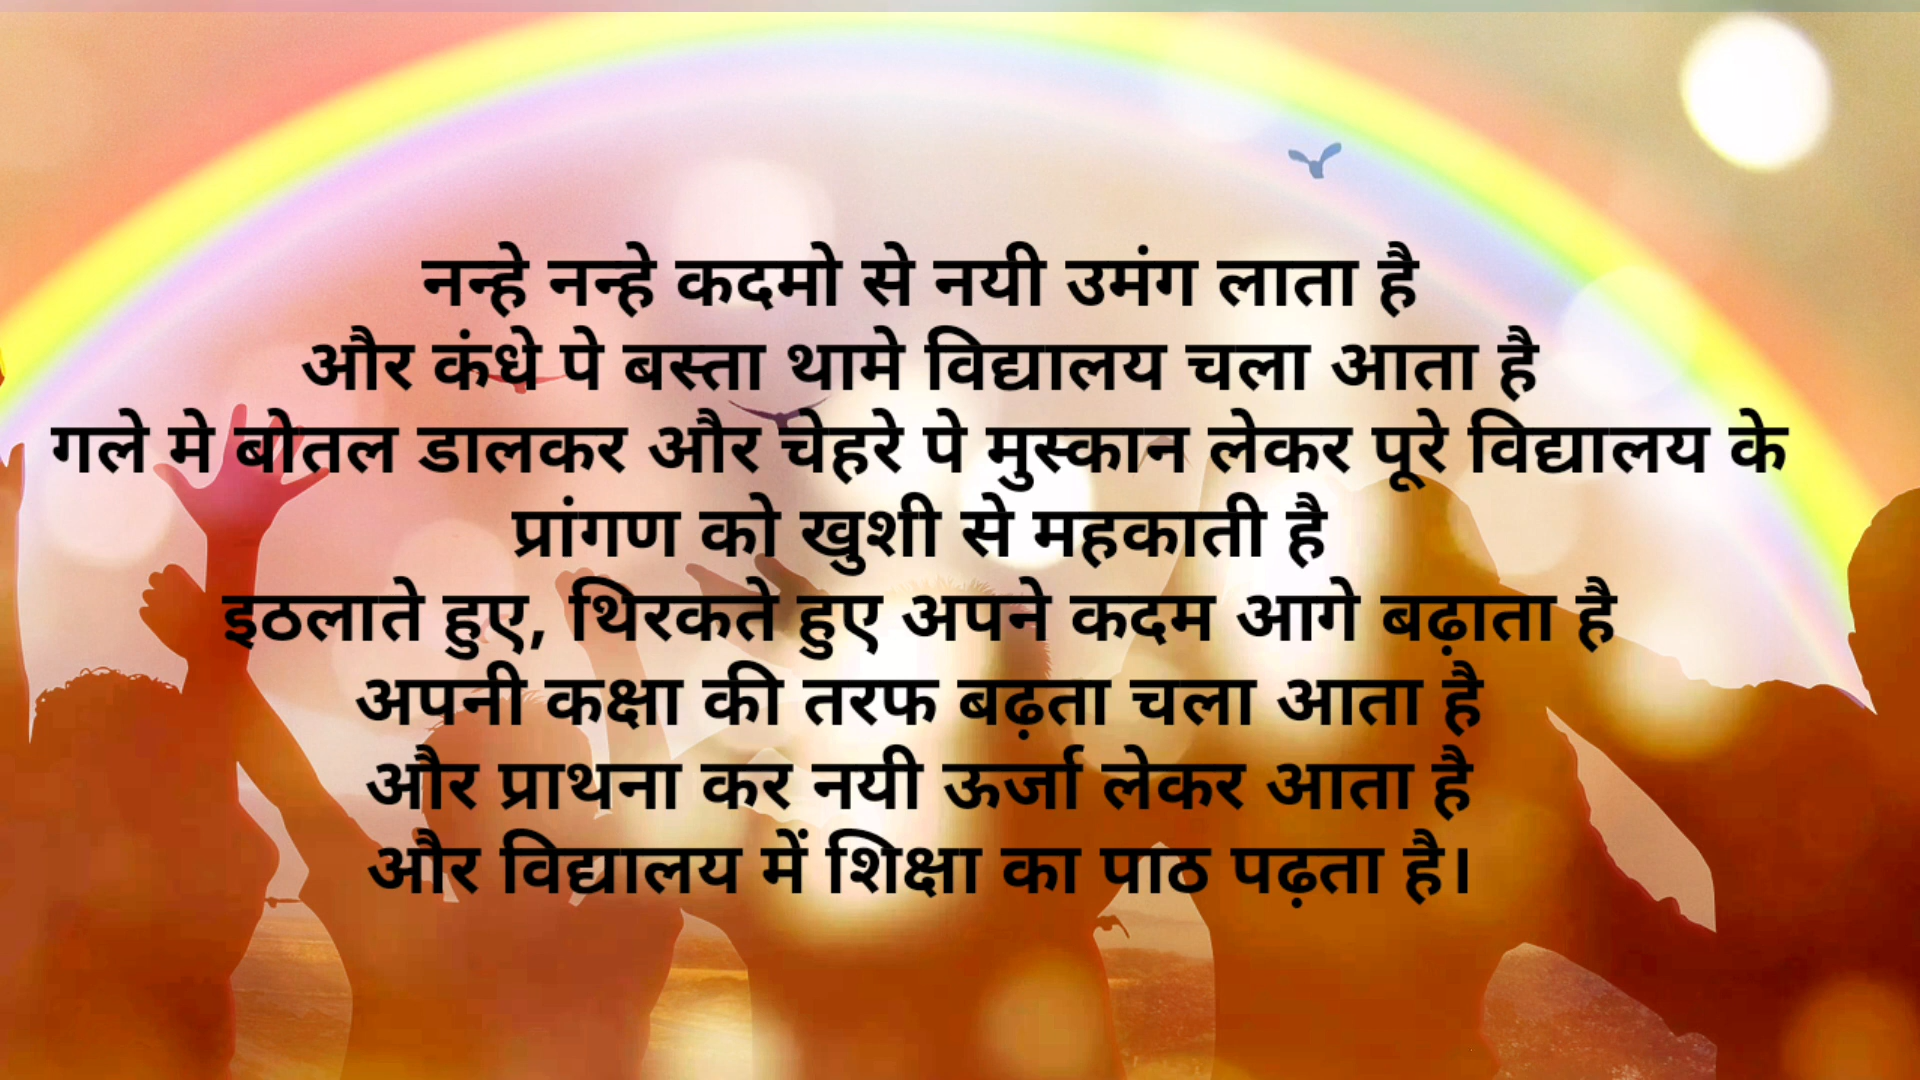 नन्हे नन्हे कदमो से नयी उमंग लाता है
और कंधे पे बस्ता थामे विद्यालय चला आता है
गले मे बोतल डालकर और चेहरे पे मुस्कान लेकर पूरे विद्यालय के
प्रांगण को खुशी से महकाती है
इठलाते हुए, थिरकते हुए अपने कदम आगे बढ़ाता है
अपनी कक्षा की तरफ बढ़ता चला आता है
और प्राथना कर नयी ऊर्जा लेकर आता है
और विद्यालय में शिक्षा का पाठ पढ़ता है।